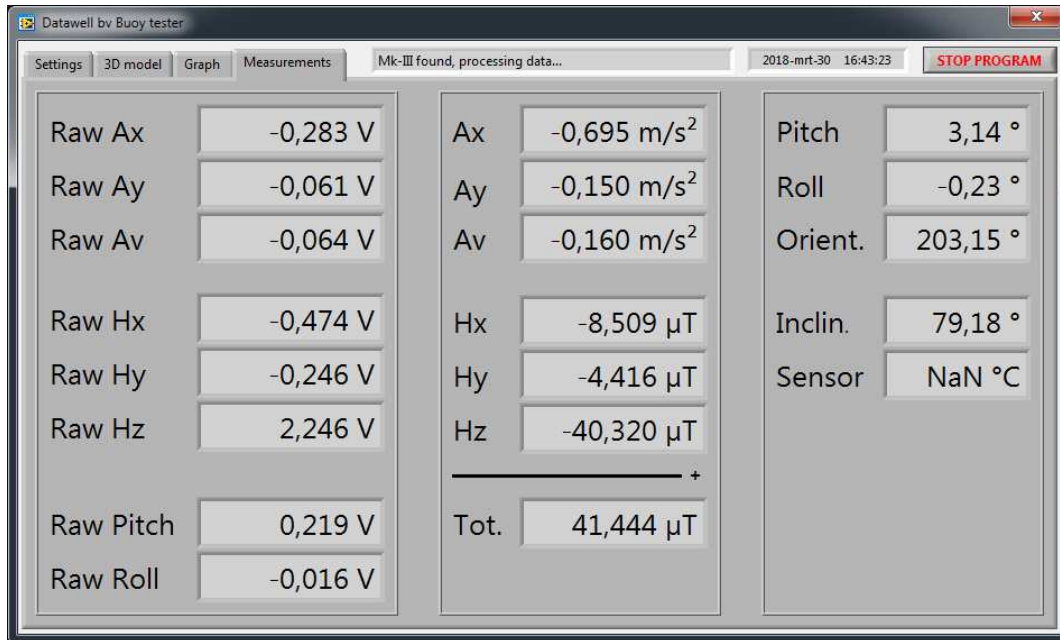 Datawell bv Buoy tester
Settings 3D model Graph Measurements Mk-III found, processing data... 2018-mrt-30 16:43:23 STOP PROGRAM
Raw Ax -0,283 V
Raw Ay -0,061 V
Raw Av -0,064 V
Raw Hx -0,474 V
Raw Hy -0,246 V
Raw Hz 2,246 V
Raw Pitch 0,219 V
Raw Roll -0,016 V
Ax -0,695 m/s²
Ay -0,150 m/s²
Av -0,160 m/s²
Hx -8,509 µT
Hy -4,416 µT
Hz -40,320 µT
+
Tot. 41,444 µT
Pitch 3,14 °
Roll -0,23 °
Orient. 203,15 °
Inclin. 79,18 °
Sensor NaN °C